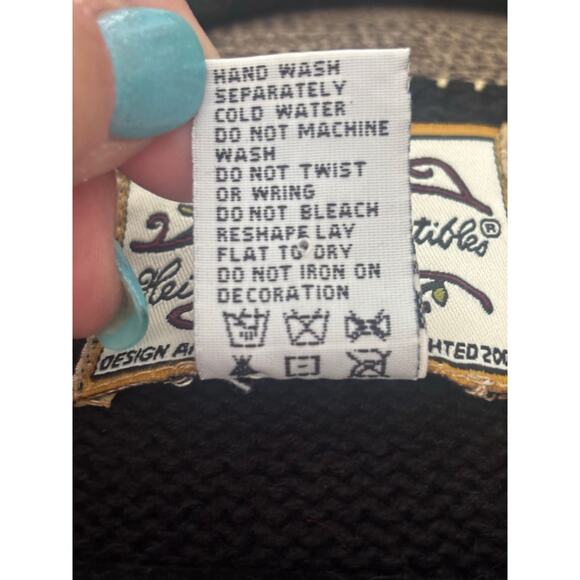 HAND WASH
SEPARATELY
COLD WATER
DO NOT MACHINE
WASH
DO NOT TWIST
OR WRING
DO NOT BLEACH
RESHAPE LAY
FLAT TO DRY
DO NOT IRON ON
DECORATION
Hei tibles®
DESIGN A HTED 200